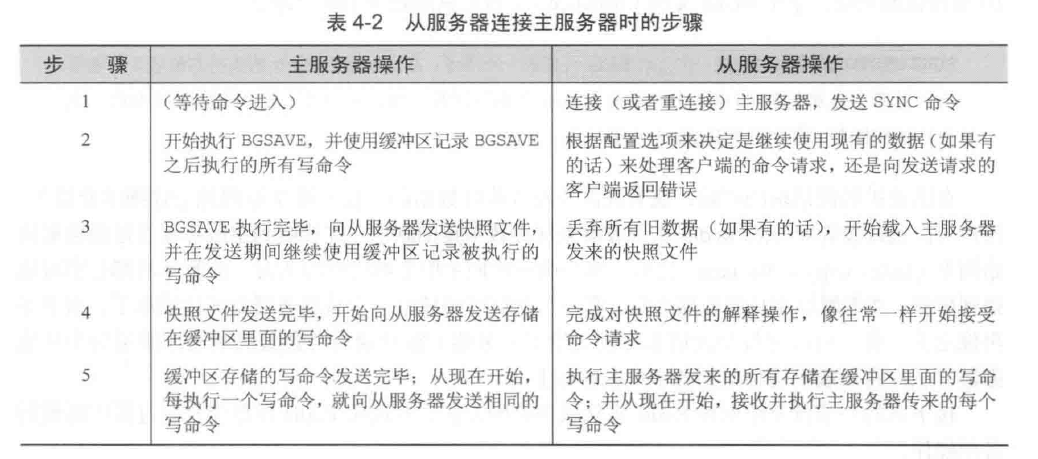 表 4-2 从服务器连接主服务器时的步骤
步 骤 主服务器操作 从服务器操作
1 （等待命令进入） 连接（或者重连接）主服务器，发送 SYNC 命令
2 开始执行 BGSAVE，并使用缓冲区记录 BGSAVE
之后执行的所有写命令
根据配置选项来决定是继续使用现有的数据（如果有
的话）来处理客户端的命令请求，还是向发送请求的
客户端返回错误
3 BGSAVE 执行完毕，向从服务器发送快照文件，
并在发送期间继续使用缓冲区记录被执行的
写命令
丢弃所有旧数据（如果有的话），开始载入主服务器
发来的快照文件
4 快照文件发送完毕，开始向从服务器发送存储
在缓冲区里面的写命令
完成对快照文件的解释操作，像往常一样开始接受
命令请求
5 缓冲区存储的写命令发送完毕；从现在开始，
每执行一个写命令，就向从服务器发送相同的
写命令
执行主服务器发来的所有存储在缓冲区里面的写命
令；并从现在开始，接收并执行主服务器传来的每个
写命令